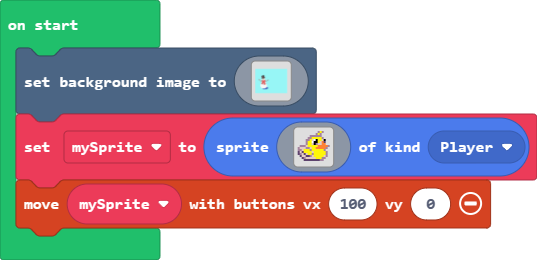 on start
set background image to
set mySprite to sprite of kind Player
move mySprite with buttons vx 100 vy 0